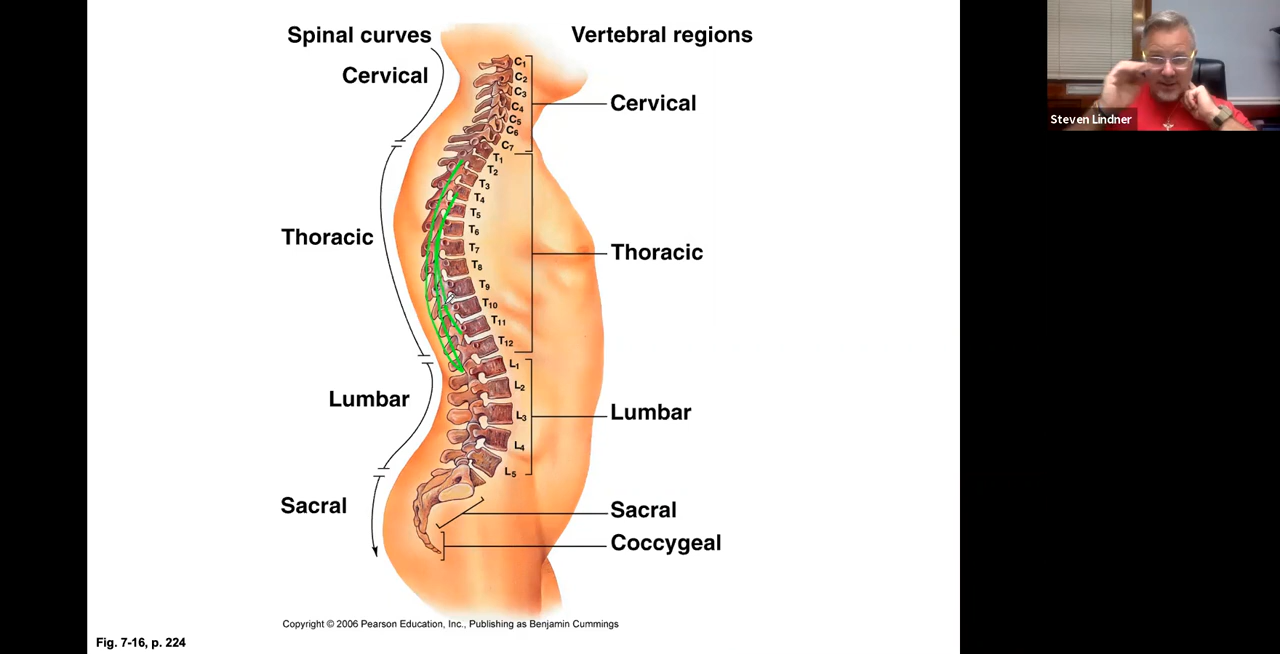 Spinal curves
Vertebral regions
Cervical
Thoracic
Lumbar
Sacral
C1
C2
C3
C4
C5
C6
C7
T1
T2
T3
T4
T5
T6
T7
T8
T9
T10
T11
T12
L1
L2
L3
L4
L5
Cervical
Thoracic
Lumbar
Sacral
Coccygeal
Copyright © 2006 Pearson Education, Inc., Publishing as Benjamin Cummings
Fig. 7-16, p. 224
Steven Lindner